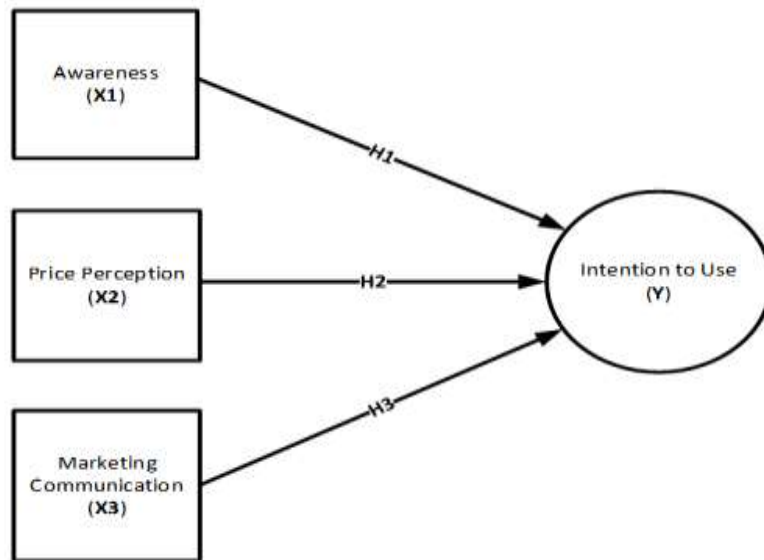 Awareness
(X1)
H1
Price Perception
(X2)
H2
Intention to Use
(Y)
H3
Marketing
Communication
(X3)